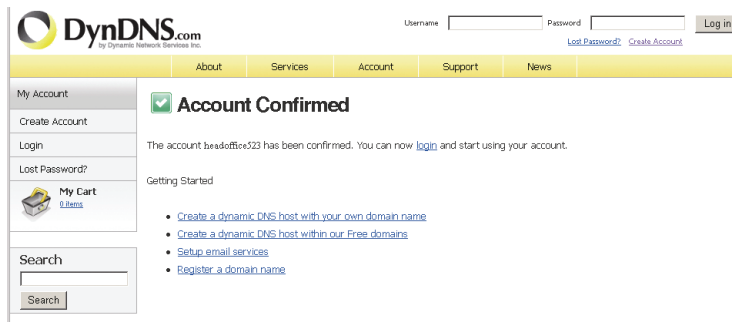 DynDNS.com
by Dynamic Network Services Inc.
Username
Password
Log in
Lost Password? Create Account
About Services Account Support News
My Account
Create Account
Login
Lost Password?
My Cart
0 items
Search
Search
Account Confirmed
The account headoffice523 has been confirmed. You can now login and start using your account.
Getting Started
Create a dynamic DNS host with your own domain name
Create a dynamic DNS host within our Free domains
Setup email services
Register a domain name